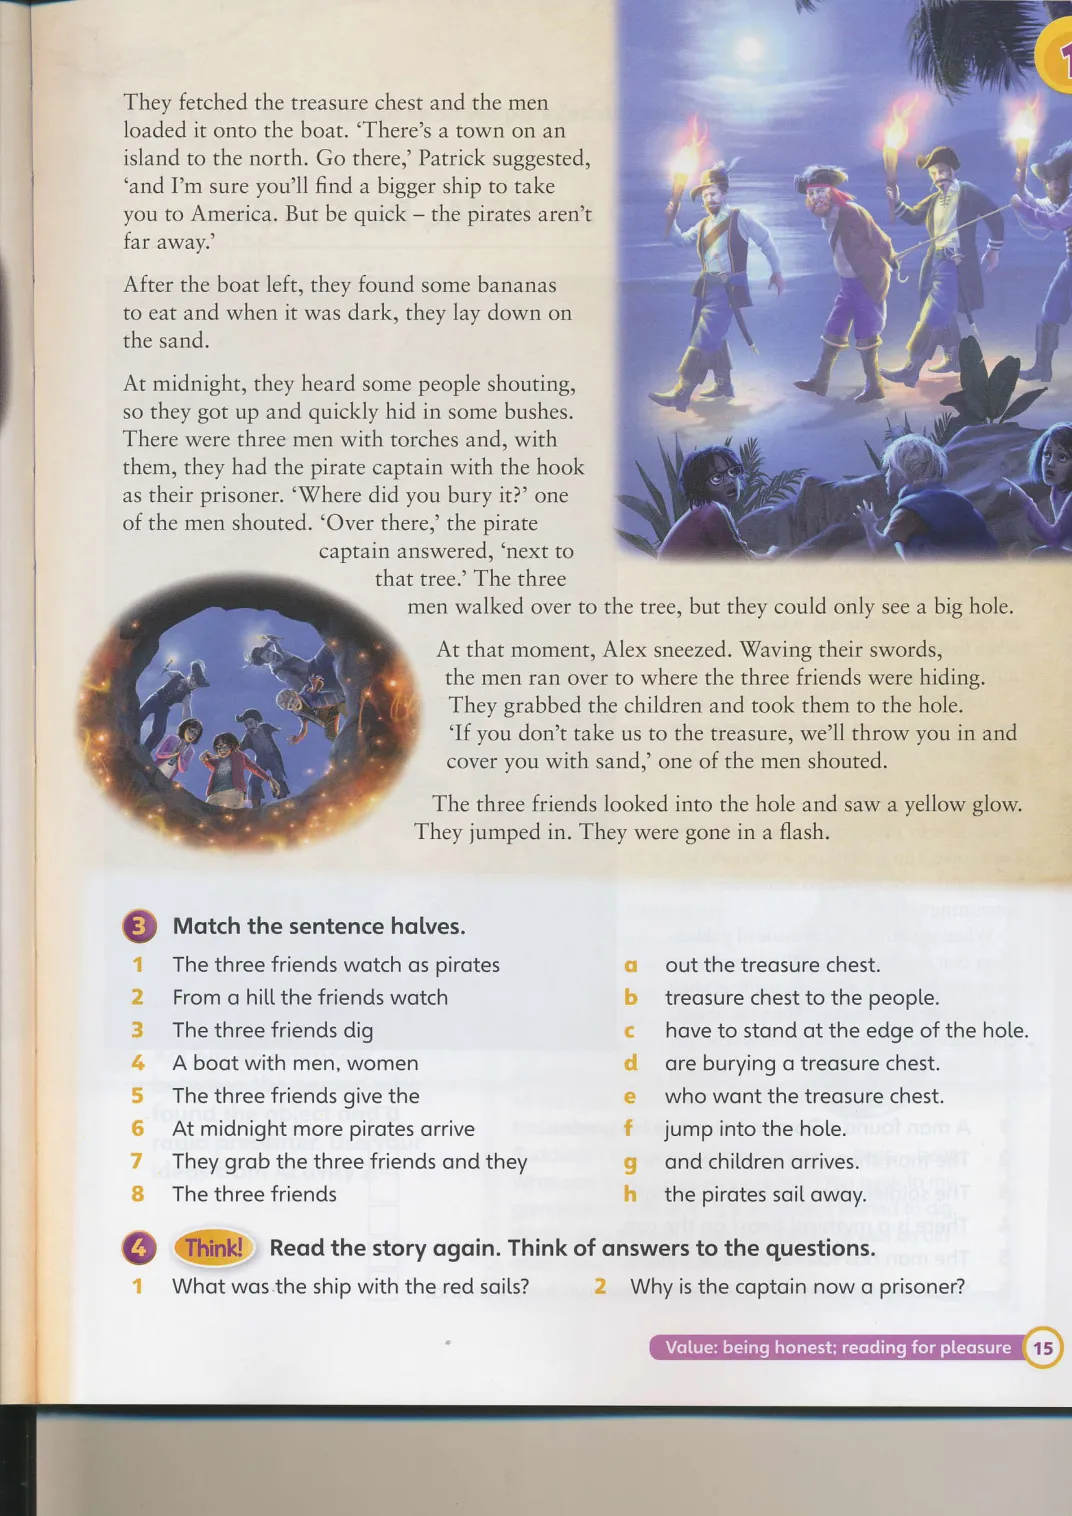 They fetched the treasure chest and the men
loaded it onto the boat. ‘There’s a town on an
island to the north. Go there,’ Patrick suggested,
‘and I’m sure you’ll find a bigger ship to take
you to America. But be quick – the pirates aren’t
far away.’
After the boat left, they found some bananas
to eat and when it was dark, they lay down on
the sand.
At midnight, they heard some people shouting,
so they got up and quickly hid in some bushes.
There were three men with torches and, with
them, they had the pirate captain with the hook
as their prisoner. ‘Where did you bury it?’ one
of the men shouted. ‘Over there,’ the pirate
captain answered, ‘next to
that tree.’ The three
men walked over to the tree, but they could only see a big hole.
At that moment, Alex sneezed. Waving their swords,
the men ran over to where the three friends were hiding.
They grabbed the children and took them to the hole.
‘If you don’t take us to the treasure, we’ll throw you in and
cover you with sand,’ one of the men shouted.
The three friends looked into the hole and saw a yellow glow.
They jumped in. They were gone in a flash.
3 Match the sentence halves.
1 The three friends watch as pirates
2 From a hill the friends watch
3 The three friends dig
4 A boat with men, women
5 The three friends give the
6 At midnight more pirates arrive
7 They grab the three friends and they
8 The three friends
a out the treasure chest.
b treasure chest to the people.
c have to stand at the edge of the hole.
d are burying a treasure chest.
e who want the treasure chest.
f jump into the hole.
g and children arrives.
h the pirates sail away.
4 Think! Read the story again. Think of answers to the questions.
1 What was the ship with the red sails? 2 Why is the captain now a prisoner?
Value: being honest; reading for pleasure 15